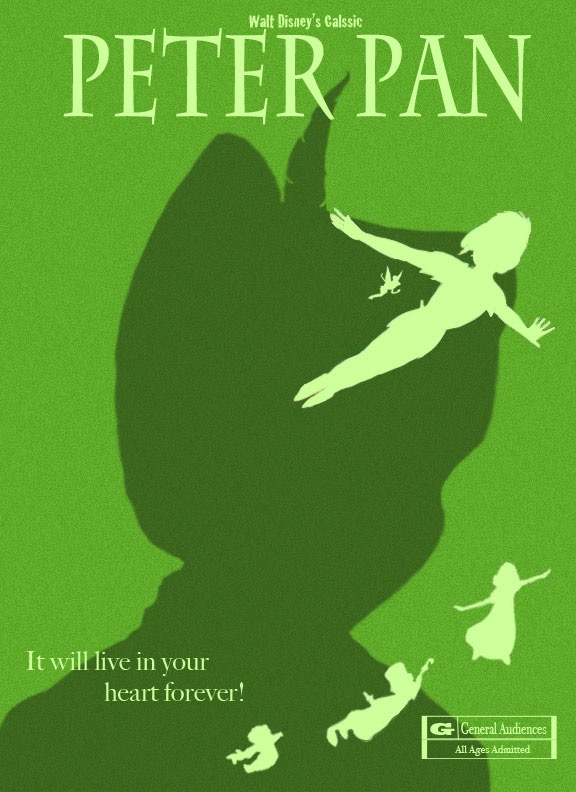 Walt Disney's Calssic
PETER PAN
It will live in your
heart forever!
G General Audiences
All Ages Admitted